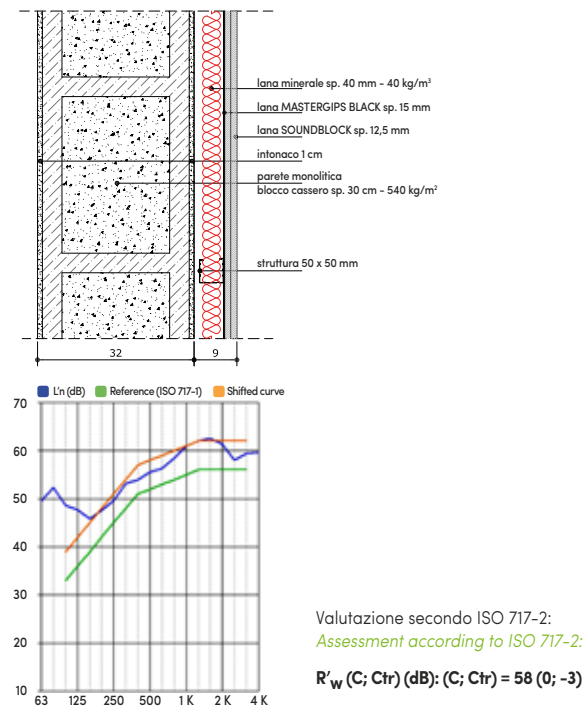 lana minerale sp. 40 mm - 40 kg/m³
lana MASTERGIPS BLACK sp. 15 mm
lana SOUNDBLOCK sp. 12,5 mm
intonaco 1 cm
parete monolitica
blocco cassero sp. 30 cm - 540 kg/m²
struttura 50 x 50 mm
32 9
L'n (dB) Reference (ISO 717-1) Shifted curve
70
60
50
40
30
20
10
63 125 250 500 1 K 2 K 4 K
Valutazione secondo ISO 717-2:
Assessment according to ISO 717-2:
R'w (C; Ctr) (dB): (C; Ctr) = 58 (0; -3)